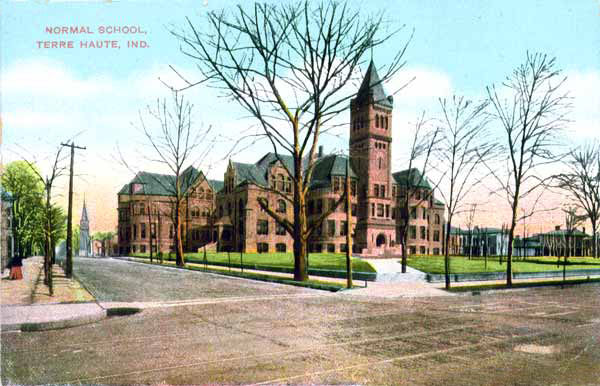 NORMAL SCHOOL,
TERRE HAUTE, IND.